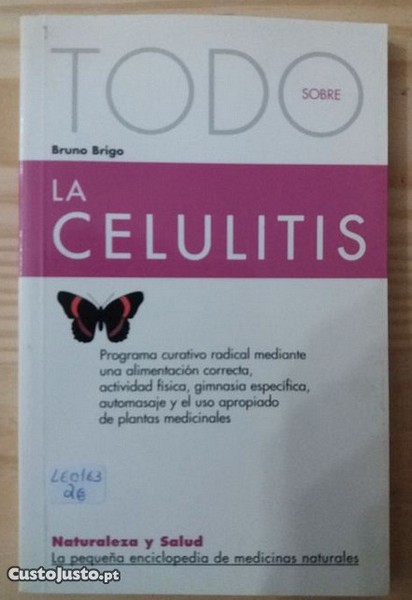 TODO
SOBRE
Bruno Brigo
LA
CELULITIS
Programa curativo radical mediante
una alimentación correcta,
actividad física, gimnasia específica,
automasaje y el uso apropiado
de plantas medicinales
LE0163
2€
Naturaleza y Salud
La pequeña enciclopedia de medicinas naturales
CustoJusto.pt